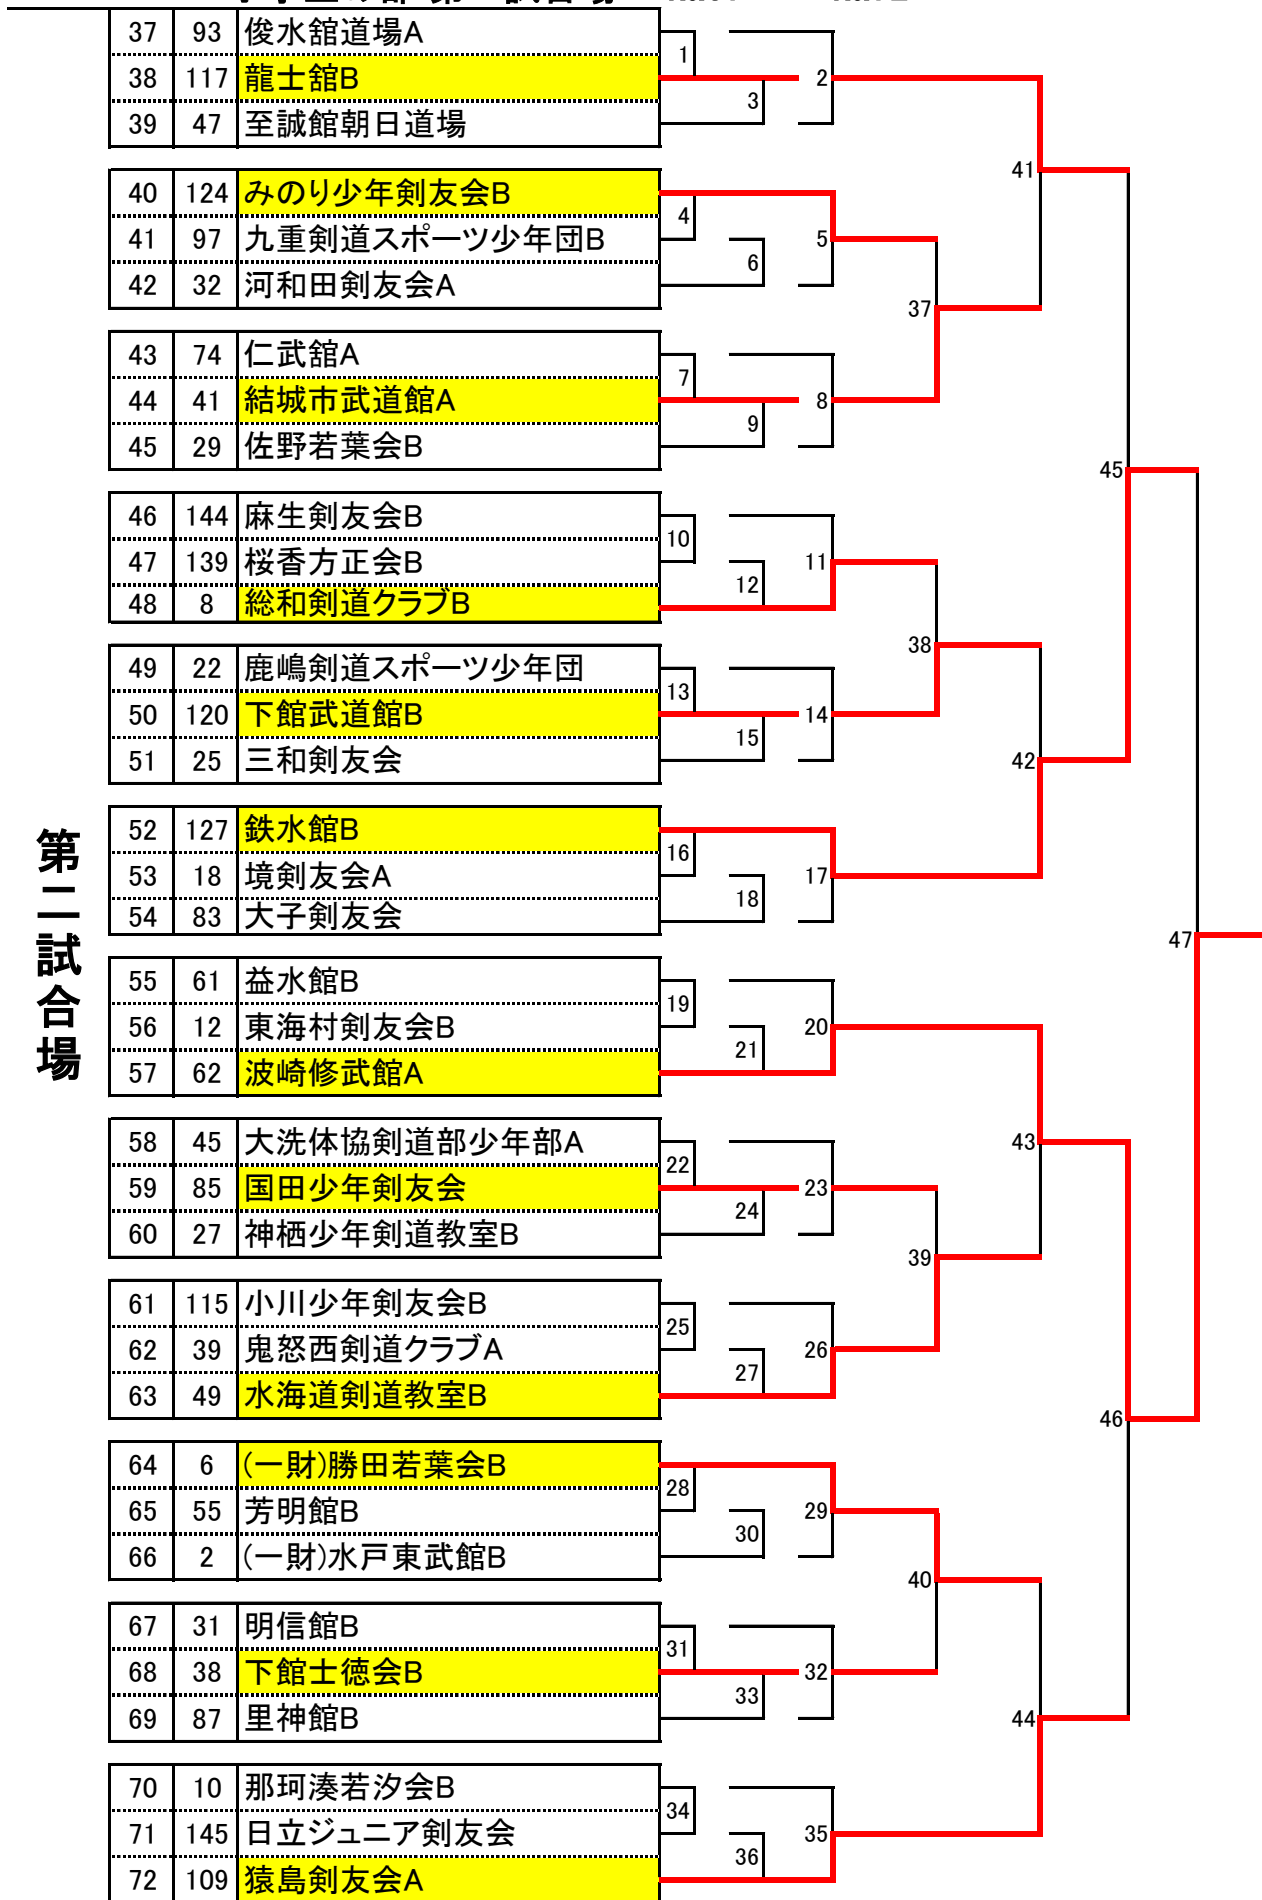 37 93 俊水舘道場A
38 117 龍士舘B
39 47 至誠館朝日道場
1
2
3
41
40 124 みのり少年剣友会B
41 97 九重剣道スポーツ少年団B
42 32 河和田剣友会A
4
5
6
37
43 74 仁武舘A
44 41 結城市武道館A
45 29 佐野若葉会B
7
8
9
45
46 144 麻生剣友会B
47 139 桜香方正会B
48 8 総和剣道クラブB
10
11
12
38
49 22 鹿嶋剣道スポーツ少年団
50 120 下館武道館B
51 25 三和剣友会
13
14
15
42
第二試合場
52 127 鉄水館B
53 18 境剣友会A
54 83 大子剣友会
16
17
18
47
55 61 益水館B
56 12 東海村剣友会B
57 62 波崎修武館A
19
20
21
58 45 大洗体協剣道部少年部A
59 85 国田少年剣友会
60 27 神栖少年剣道教室B
22
23
24
43
39
61 115 小川少年剣友会B
62 39 鬼怒西剣道クラブA
63 49 水海道剣道教室B
25
26
27
46
64 6 (一財)勝田若葉会B
65 55 芳明館B
66 2 (一財)水戸東武館B
28
29
30
40
67 31 明信館B
68 38 下館士徳会B
69 87 里神館B
31
32
33
44
70 10 那珂湊若汐会B
71 145 日立ジュニア剣友会
72 109 猿島剣友会A
34
35
36